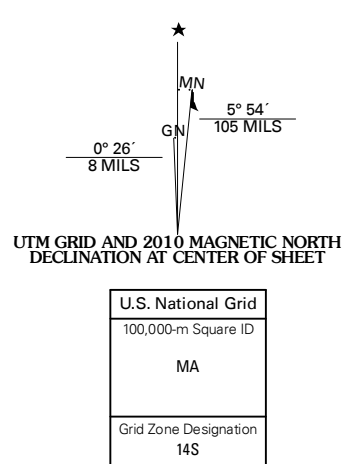 ★
MN
5° 54´
105 MILS
GN
0° 26´
8 MILS
UTM GRID AND 2010 MAGNETIC NORTH
DECLINATION AT CENTER OF SHEET
U.S. National Grid
100,000-m Square ID
MA
Grid Zone Designation
14S